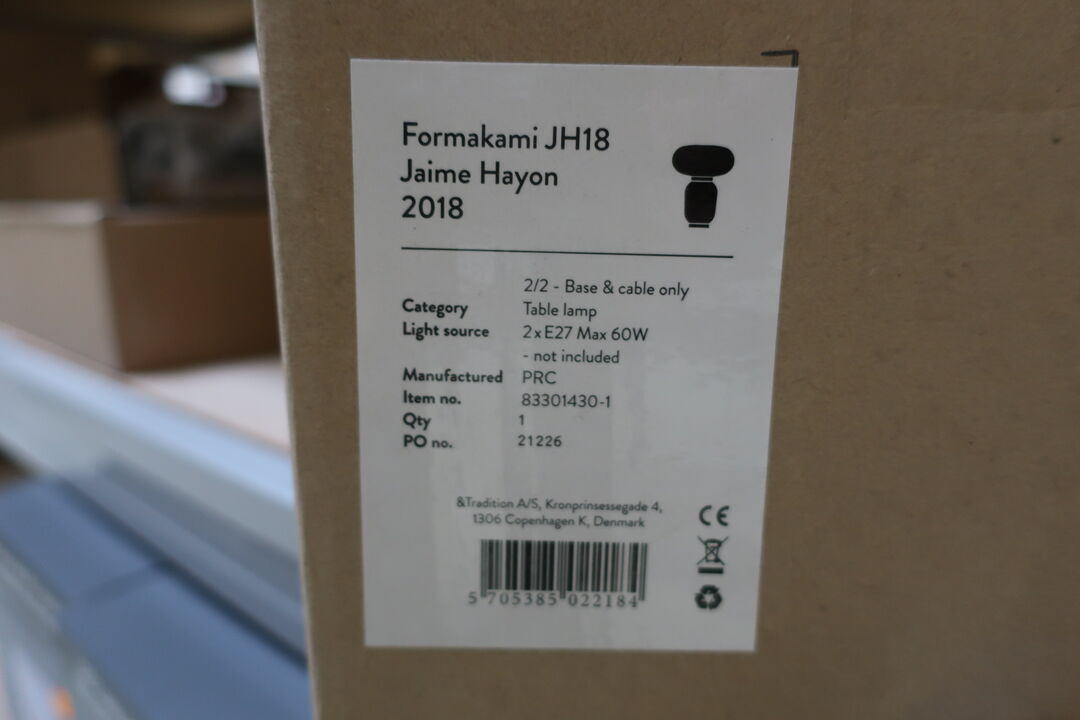 Formakami JH18
Jaime Hayon
2018
2/2 - Base & cable only
Category Table lamp
Light source 2xE27 Max 60W
- not included
Manufactured PRC
Item no. 83301430-1
Qty 1
PO no. 21226
&Tradition A/S, Kronprinsessegade 4,
1306 Copenhagen K, Denmark
CE
5 705385 022184